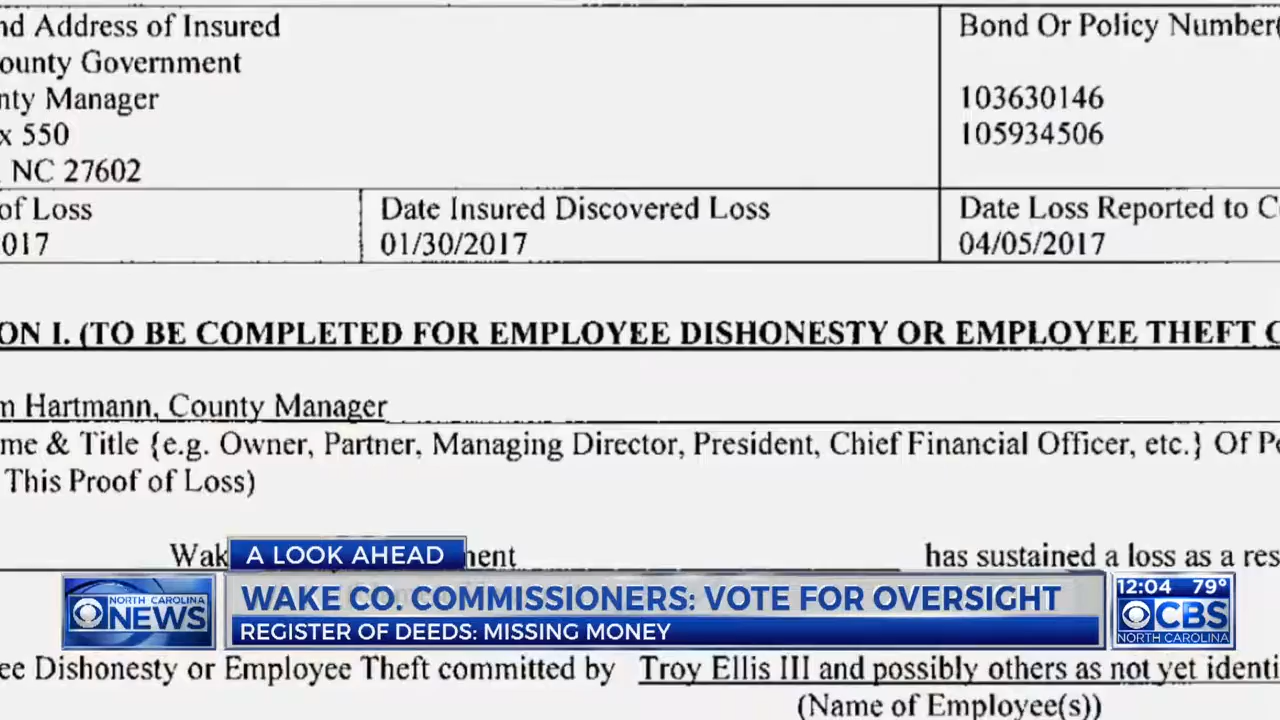 nd Address of Insured
ounty Government
nty Manager
x 550
, NC 27602
Bond Or Policy Number(
103630146
105934506
of Loss
017
Date Insured Discovered Loss
01/30/2017
Date Loss Reported to C
04/05/2017
ON I. (TO BE COMPLETED FOR EMPLOYEE DISHONESTY OR EMPLOYEE THEFT C
m Hartmann, County Manager
me & Title {e.g. Owner, Partner, Managing Director, President, Chief Financial Officer, etc.} Of Pe
This Proof of Loss)
Wak
nent
has sustained a loss as a res
A LOOK AHEAD
WAKE CO. COMMISSIONERS: VOTE FOR OVERSIGHT
REGISTER OF DEEDS: MISSING MONEY
NORTH CAROLINA
NEWS
12:04 79°
CBS
NORTH CAROLINA
ee Dishonesty or Employee Theft committed by Troy Ellis III and possibly others as not yet identi
(Name of Employee(s))